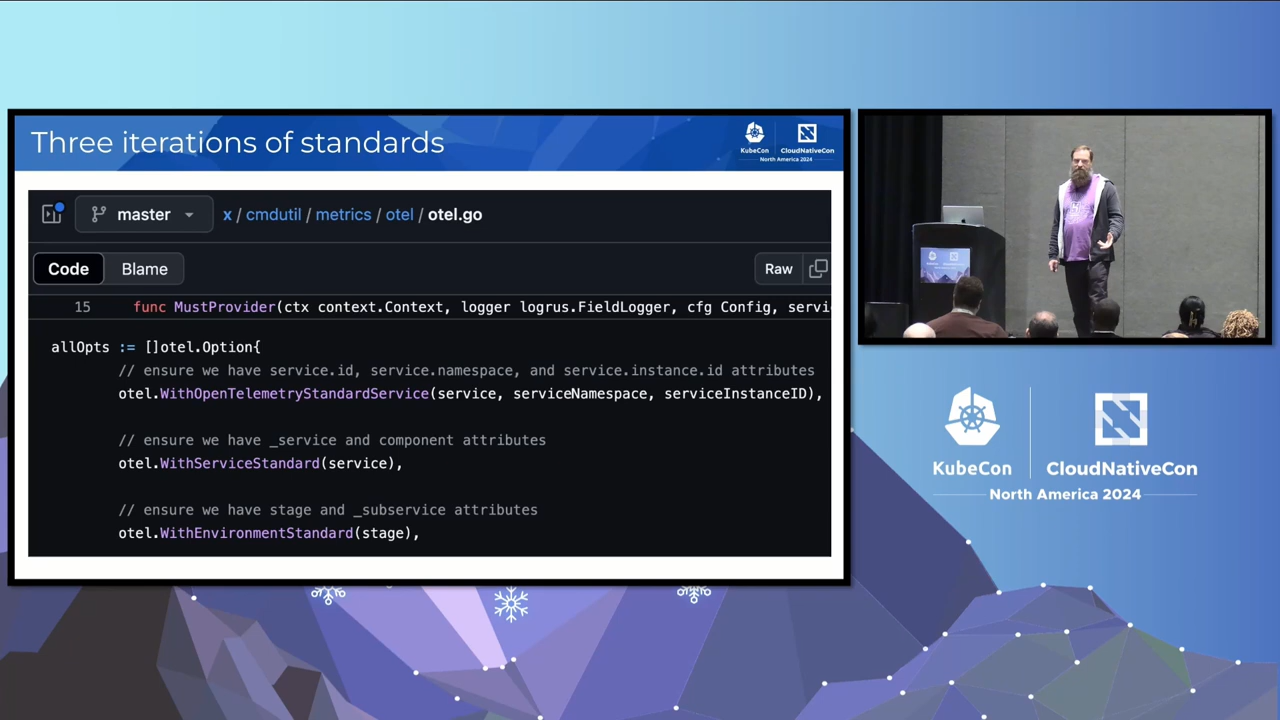 Three iterations of standards
KubeCon
CloudNativeCon
North America 2024
master
x / cmdutil / metrics / otel / otel.go
Code
Blame
Raw
15 func MustProvider(ctx context.Context, logger logrus.FieldLogger, cfg Config, servi
allOpts := []otel.Option{
// ensure we have service.id, service.namespace, and service.instance.id attributes
otel.WithOpenTelemetryStandardService(service, serviceNamespace, serviceInstanceID),
// ensure we have _service and component attributes
otel.WithServiceStandard(service),
// ensure we have stage and _subservice attributes
otel.WithEnvironmentStandard(stage),
KubeCon
CloudNativeCon
North America 2024